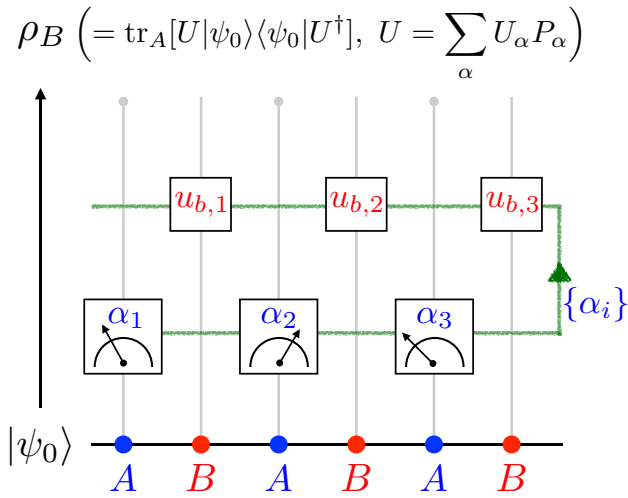 ρ_B (= tr_A[U|ψ_0⟩⟨ψ_0|U^†], U = ∑_α U_α P_α)
u_{b,1} u_{b,2} u_{b,3}
{α_i}
α_1 α_2 α_3
|ψ_0⟩
A B A B A B